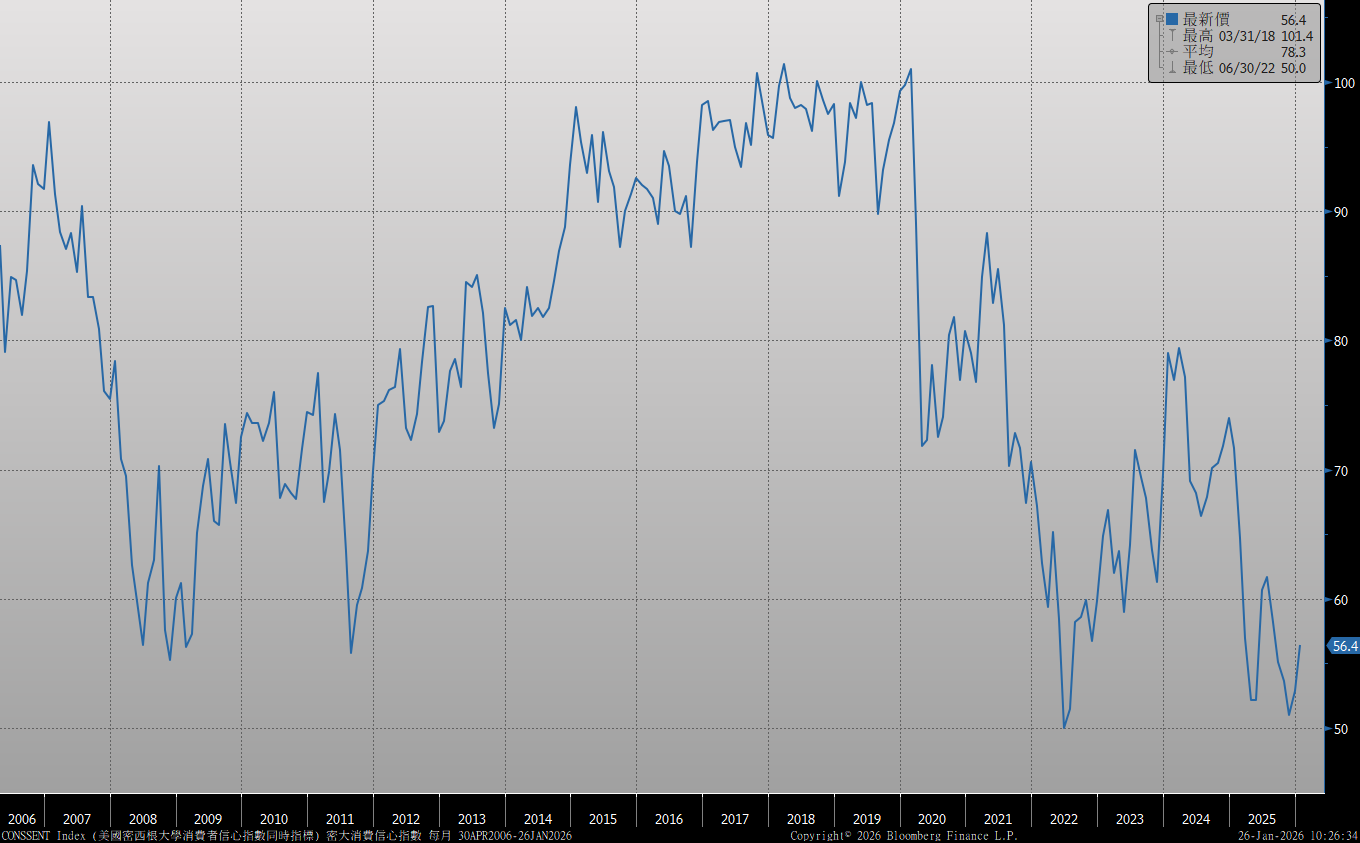 最新價 56.4
最高 03/31/18 101.4
平均 78.3
最低 06/30/22 50.0
100
90
80
70
60
56.4
50
2006 2007 2008 2009 2010 2011 2012 2013 2014 2015 2016 2017 2018 2019 2020 2021 2022 2023 2024 2025
CONSSENT Index (美國密西根大學消費者信心指數同時指標) 密大消費信心指數 每月 30APR2006-26JAN2026 Copyright© 2026 Bloomberg Finance L.P. 26-Jan-2026 10:26:34